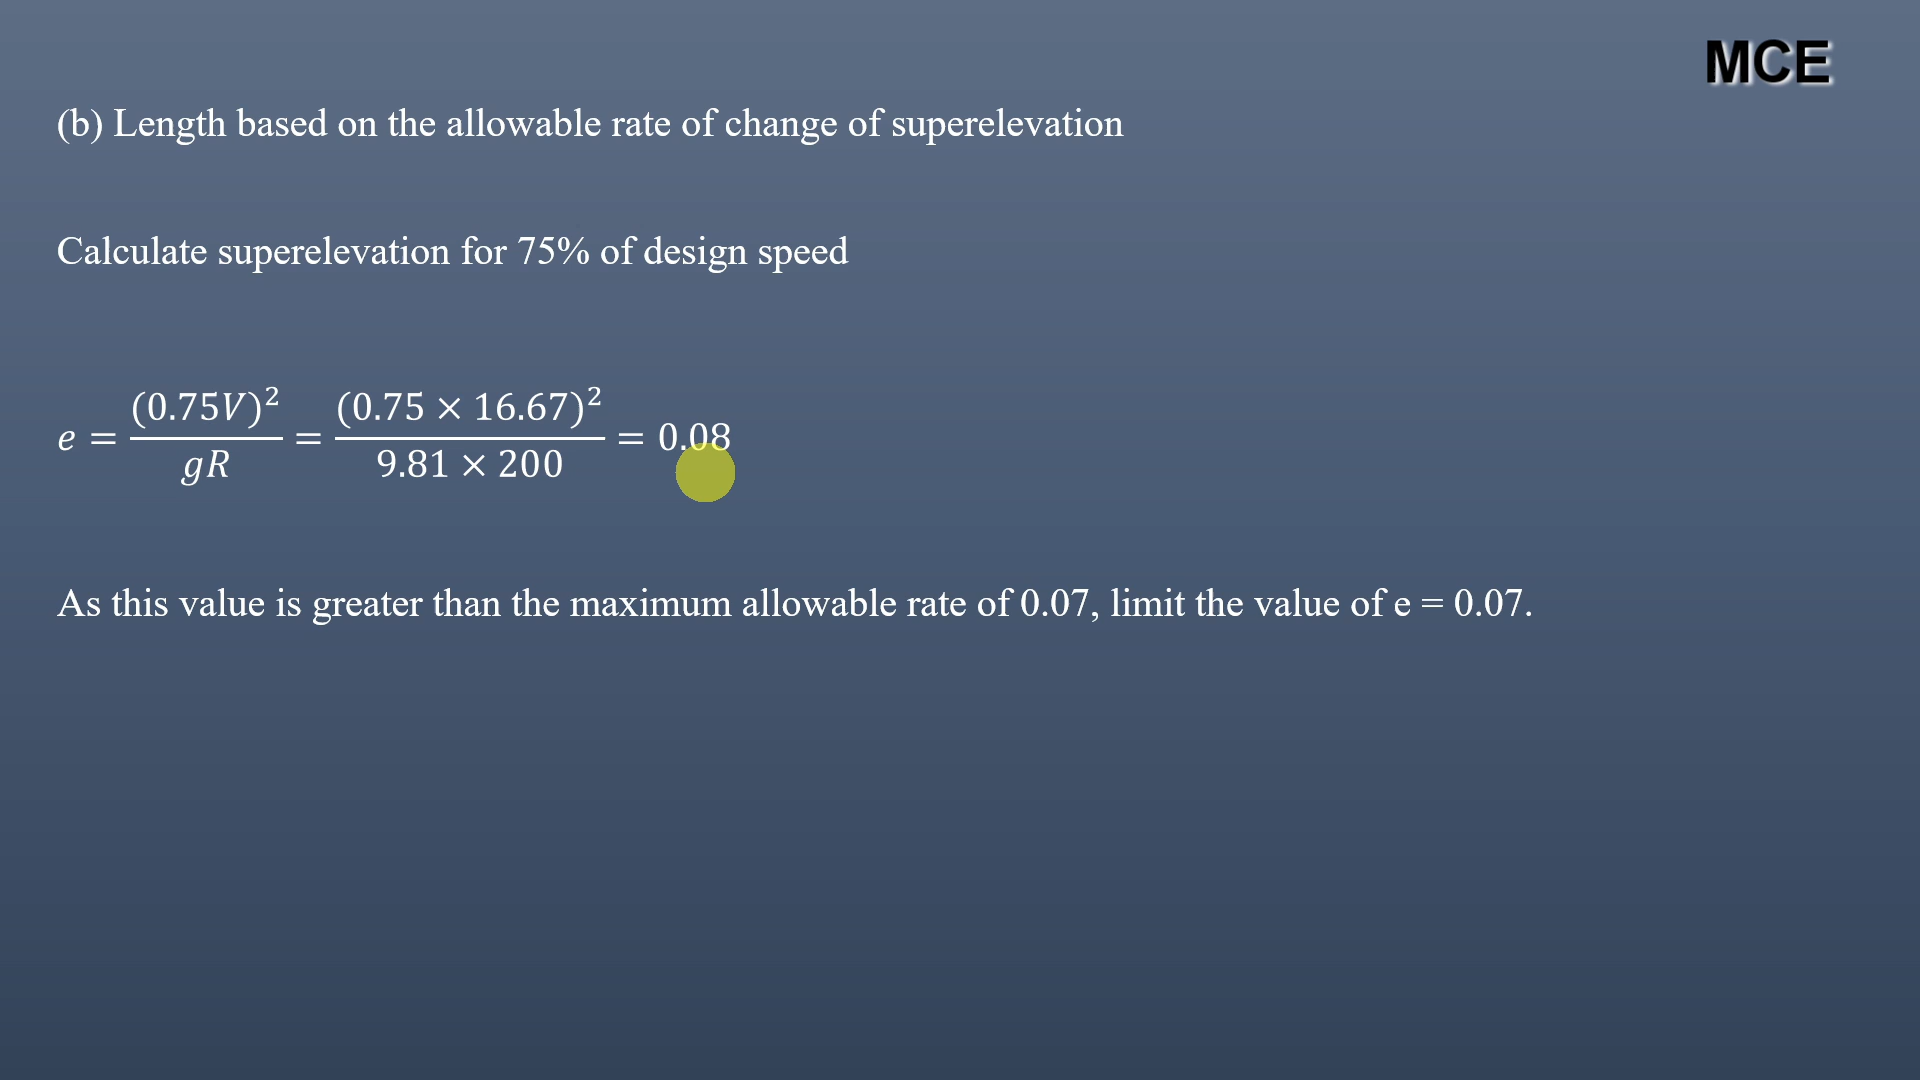 MCE
(b) Length based on the allowable rate of change of superelevation
Calculate superelevation for 75% of design speed
𝑒 = (0.75𝑉)² / 𝑔𝑅 = (0.75 × 16.67)² / 9.81 × 200 = 0.08
As this value is greater than the maximum allowable rate of 0.07, limit the value of e = 0.07.